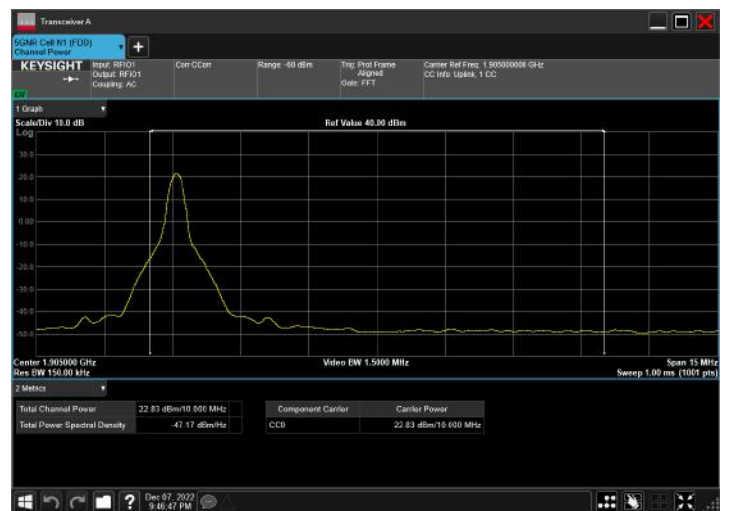 Transceiver A
5GNR Cell N1 (FDD)
Channel Power
KEYSIGHT
Input: RFIO1
Output: RFIO1
Coupling: AC
Corr CCorr
Range -60 dBm
Trig: Prot Frame
Aligned
Gate: FFT
Carrier Ref Freq: 1.905000000 GHz
CC Info: Uplink, 1 CC
1 Graph
Scale/Div 10.0 dB
Ref Value 40.00 dBm
Log
30.0
20.0
10.0
0.00
-10.0
-20.0
-30.0
-40.0
-50.0
Center 1.905000 GHz
Video BW 1.5000 MHz
Span 15 MHz
Res BW 150.00 kHz
Sweep 1.00 ms (1001 pts)
2 Metrics
Total Channel Power 22.83 dBm/10.000 MHz
Total Power Spectral Density -47.17 dBm/Hz
Component Carrier Carrier Power
CC0 22.83 dBm/10.000 MHz
?
Dec 07, 2022
9:46:47 PM